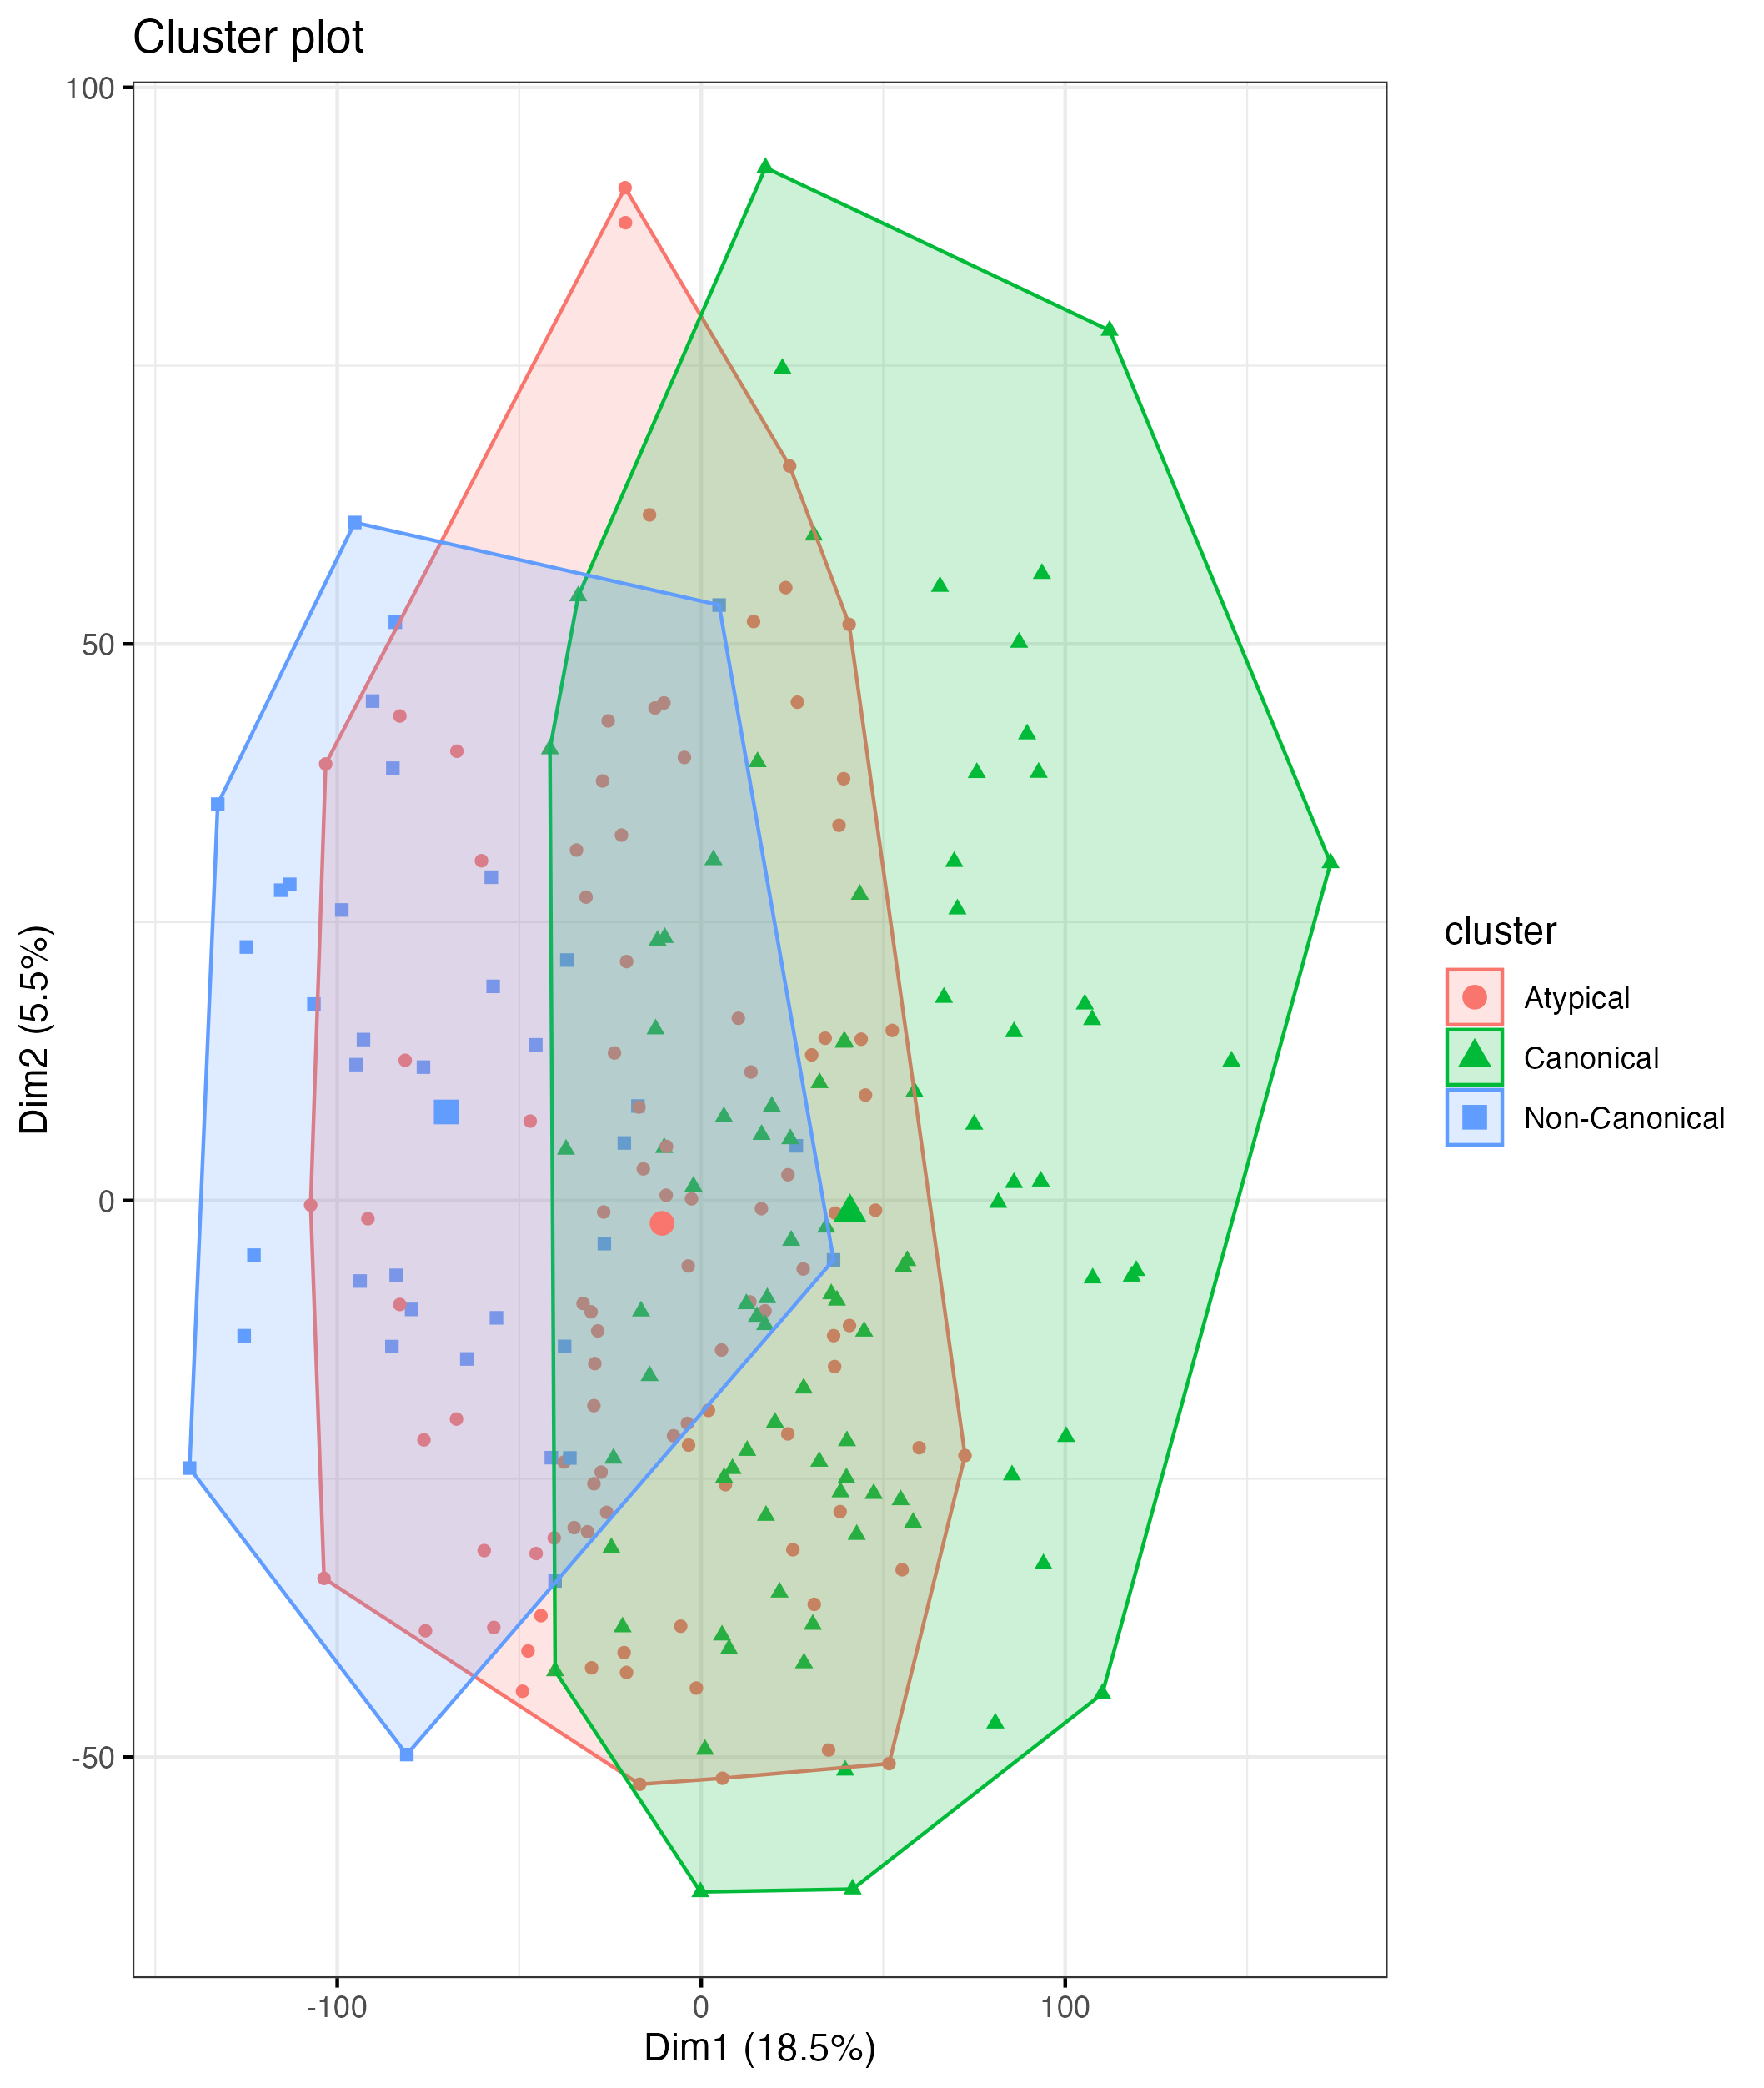 Cluster plot
100
50
0
-50
-100
0
100
Dim1 (18.5%)
Dim2 (5.5%)
cluster
Atypical
Canonical
Non-Canonical